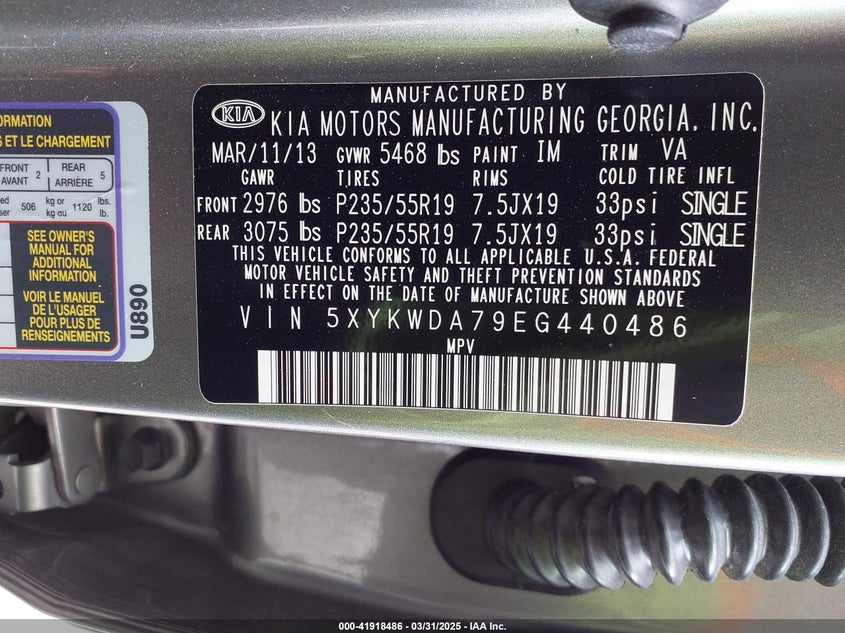 FORMATION
S ET LE CHARGEMENT
FRONT 2 REAR 5
AVANT ARRIÈRE
506 kg or 1120 lbs.
kg ou lb.
SEE OWNER'S
MANUAL FOR
ADDITIONAL
INFORMATION
VOIR LE MANUEL
DE L'USAGER
POUR PLUS DE
RENSEIGNEMENTS
U890
MANUFACTURED BY
KIA KIA MOTORS MANUFACTURING GEORGIA, INC.
MAR/11/13 GVWR 5468 lbs PAINT IM TRIM VA
GAWR TIRES RIMS COLD TIRE INFL
FRONT 2976 lbs P235/55R19 7.5JX19 33psi SINGLE
REAR 3075 lbs P235/55R19 7.5JX19 33psi SINGLE
THIS VEHICLE CONFORMS TO ALL APPLICABLE U.S.A. FEDERAL
MOTOR VEHICLE SAFETY AND THEFT PREVENTION STANDARDS
IN EFFECT ON THE DATE OF MANUFACTURE SHOWN ABOVE
VIN 5XYKWDA79EG440486
MPV
000-41918486 - 03/31/2025 - IAA Inc.